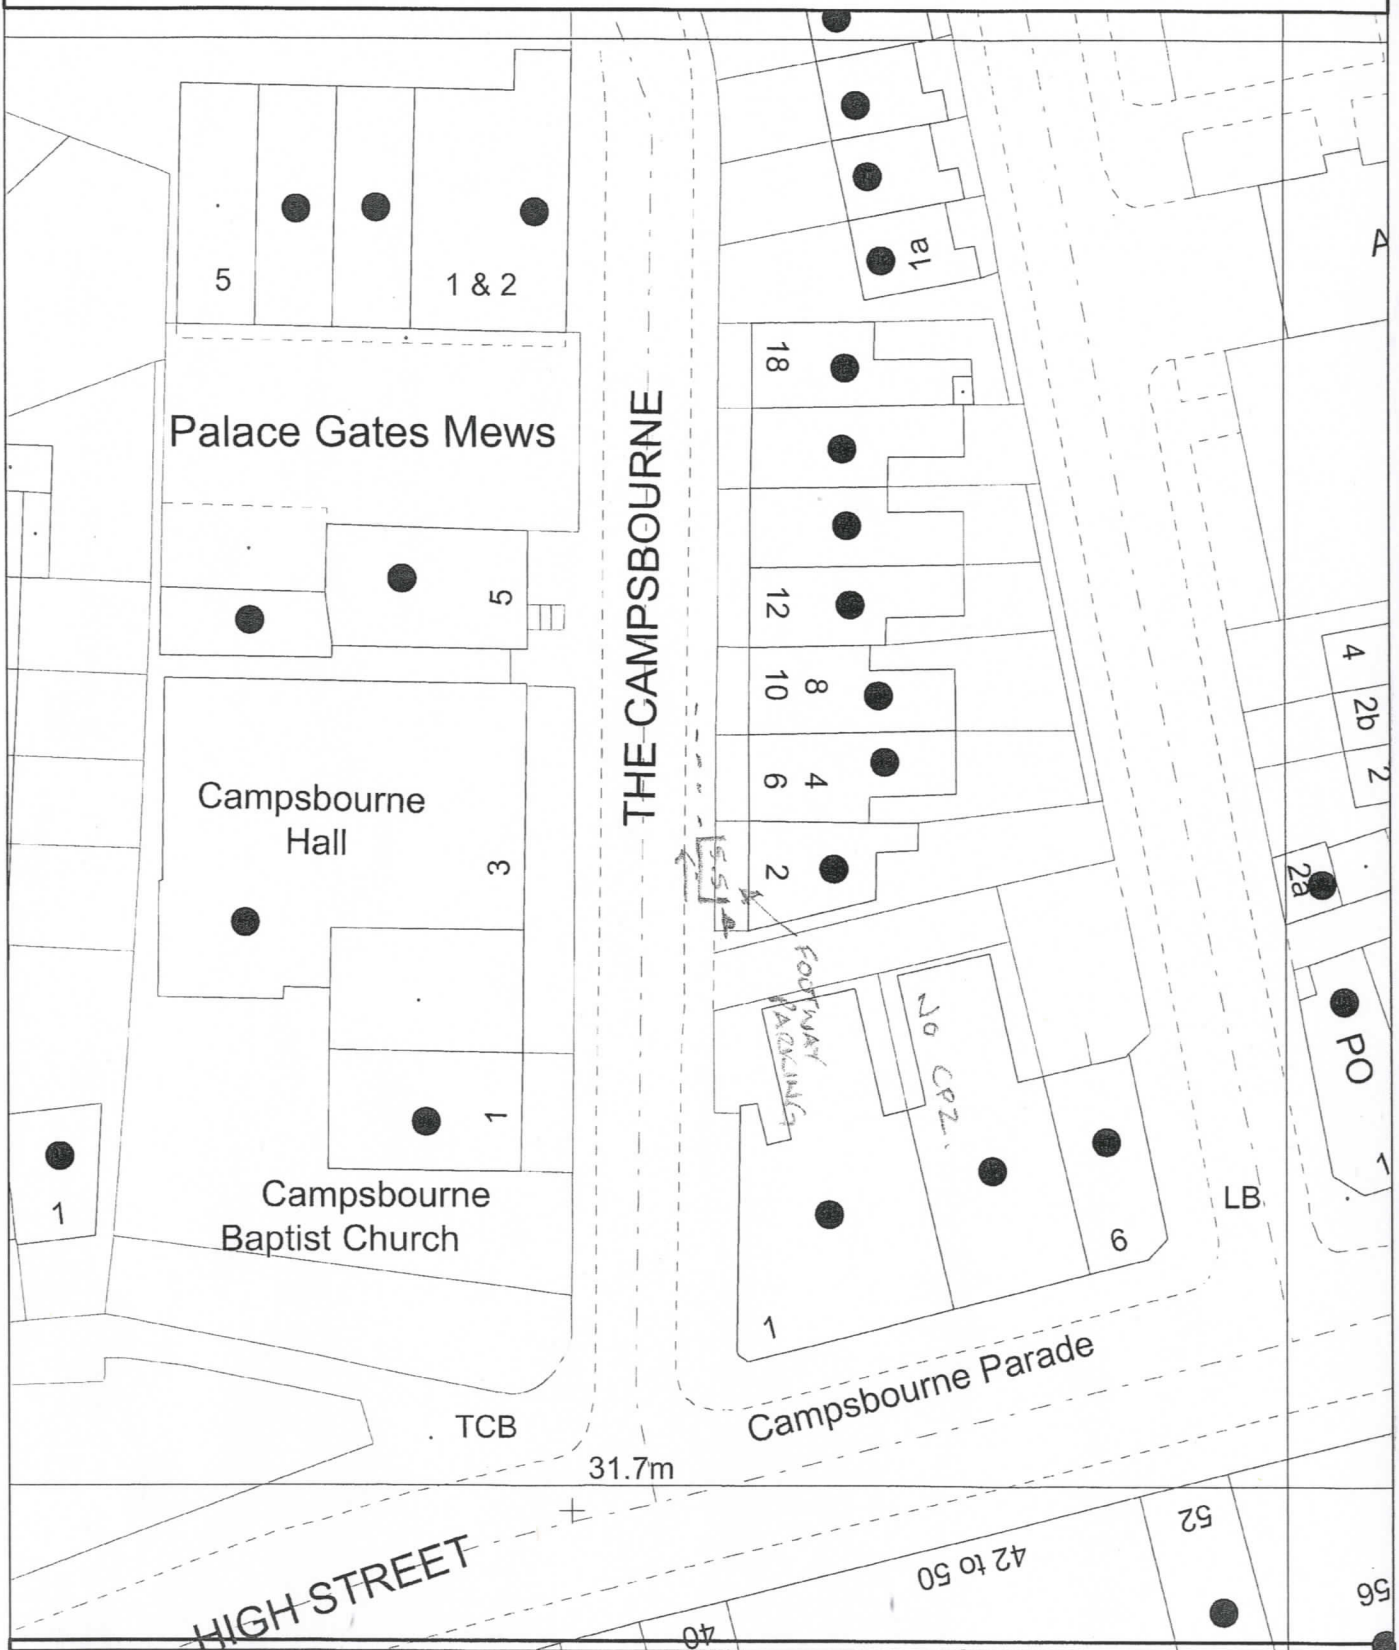 1a
A
5
1 & 2
18
Palace Gates Mews
THE CAMPSBOURNE
5
12
10
8
6
4
2
4
2b
2
2a
Campsbourne
Hall
3
FOOTWAY
PARKING
NO CPZ.
PO
1
1
1
Campsbourne
Baptist Church
LB
6
1
Campsbourne Parade
TCB
31.7m
HIGH STREET
52
42 to 50
40
56